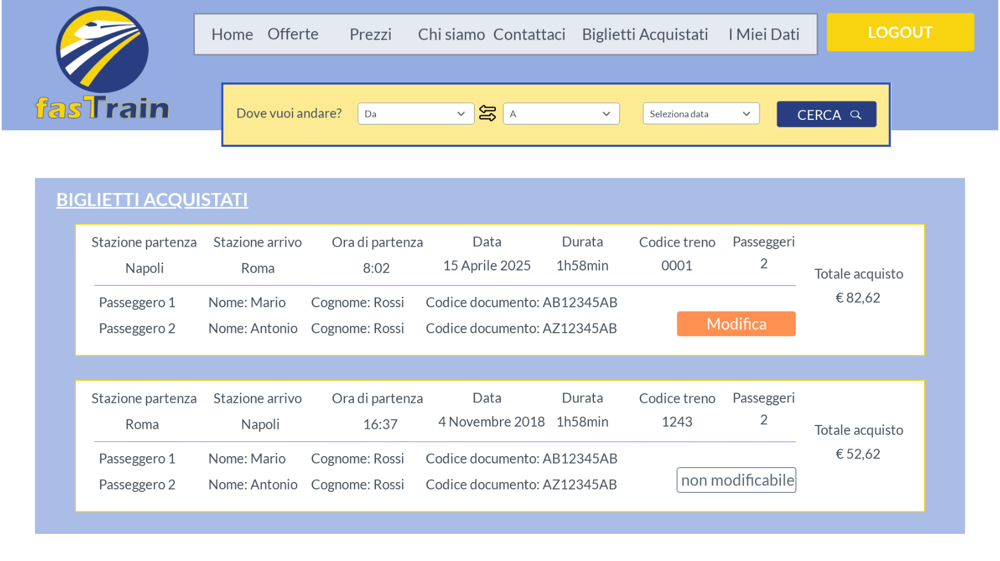 fasTrain
Home Offerte Prezzi Chi siamo Contattaci Biglietti Acquistati I Miei Dati
LOGOUT
Dove vuoi andare? Da A Seleziona data CERCA
BIGLIETTI ACQUISTATI
Stazione partenza Stazione arrivo Ora di partenza Data Durata Codice treno Passeggeri
Napoli Roma 8:02 15 Aprile 2025 1h58min 0001 2
Totale acquisto
€ 82,62
Passeggero 1 Nome: Mario Cognome: Rossi Codice documento: AB12345AB
Passeggero 2 Nome: Antonio Cognome: Rossi Codice documento: AZ12345AB
Modifica
Stazione partenza Stazione arrivo Ora di partenza Data Durata Codice treno Passeggeri
Roma Napoli 16:37 4 Novembre 2018 1h58min 1243 2
Totale acquisto
€ 52,62
Passeggero 1 Nome: Mario Cognome: Rossi Codice documento: AB12345AB
Passeggero 2 Nome: Antonio Cognome: Rossi Codice documento: AZ12345AB
non modificabile